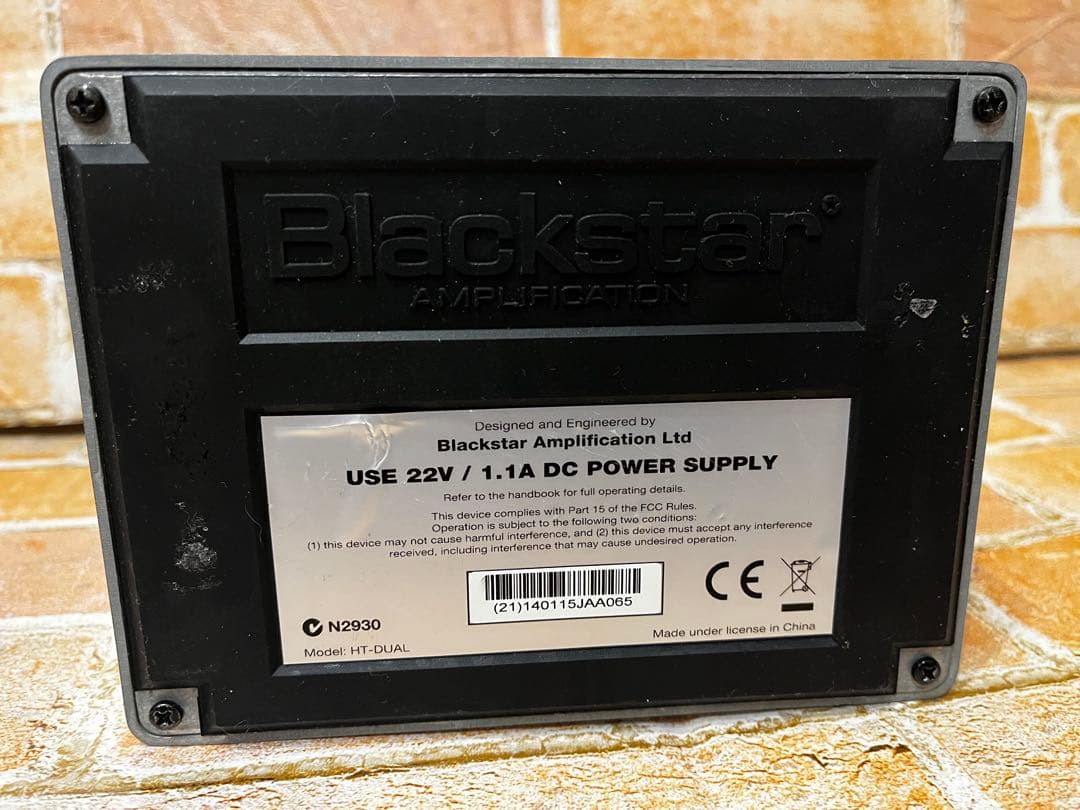 Blackstar®
AMPLIFICATION
Designed and Engineered by
Blackstar Amplification Ltd
USE 22V / 1.1A DC POWER SUPPLY
Refer to the handbook for full operating details.
This device complies with Part 15 of the FCC Rules.
Operation is subject to the following two conditions:
(1) this device may not cause harmful interference, and (2) this device must accept any interference
received, including interference that may cause undesired operation.
(21)140115JAA065
CE
N2930
Model: HT-DUAL
Made under license in China